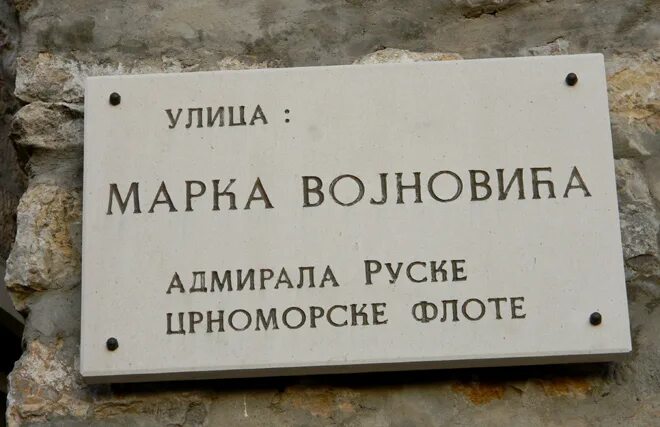 УЛИЦА :
МАРКА ВОЈНОВИЋА
АДМИРАЛА РУСКЕ
ЦРНОМОРСКЕ ФЛОТЕ